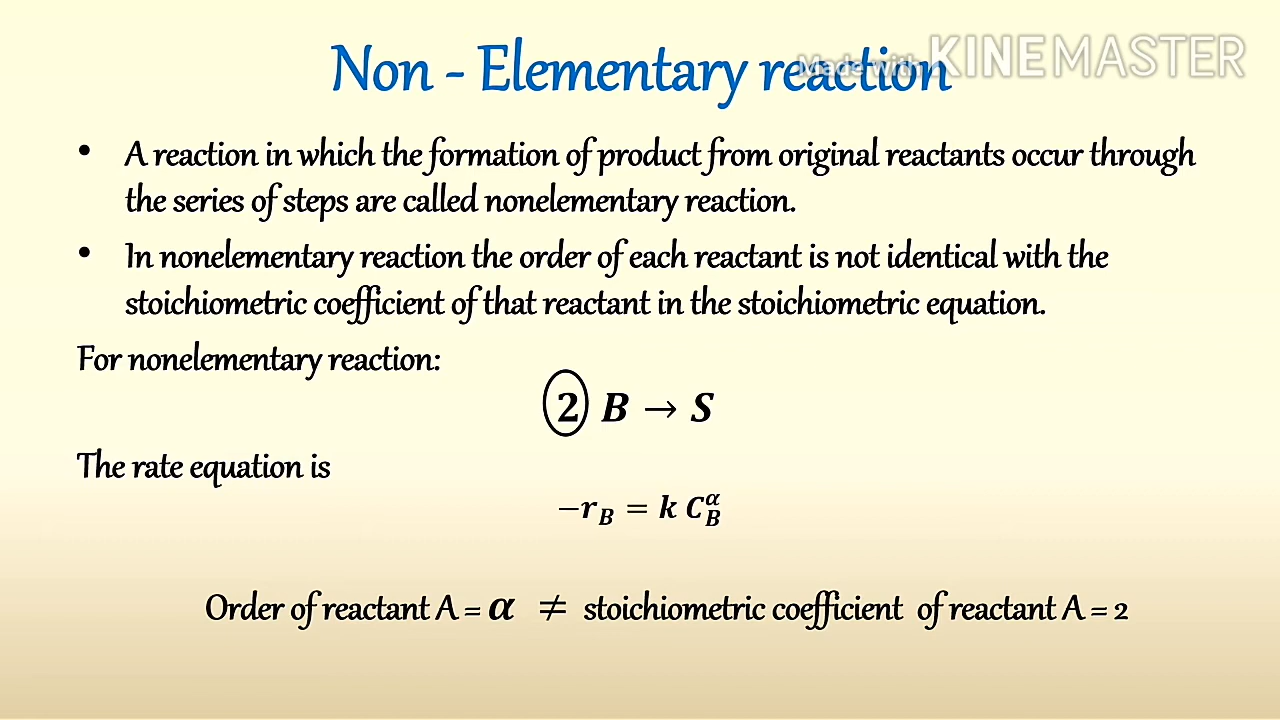 Non - Elementary reaction
Made with KINEMASTER
• A reaction in which the formation of product from original reactants occur through
the series of steps are called nonelementary reaction.
• In nonelementary reaction the order of each reactant is not identical with the
stoichiometric coefficient of that reactant in the stoichiometric equation.
For nonelementary reaction:
2 B → S
The rate equation is
−r_B = k C_B^α
Order of reactant A = α ≠ stoichiometric coefficient of reactant A = 2